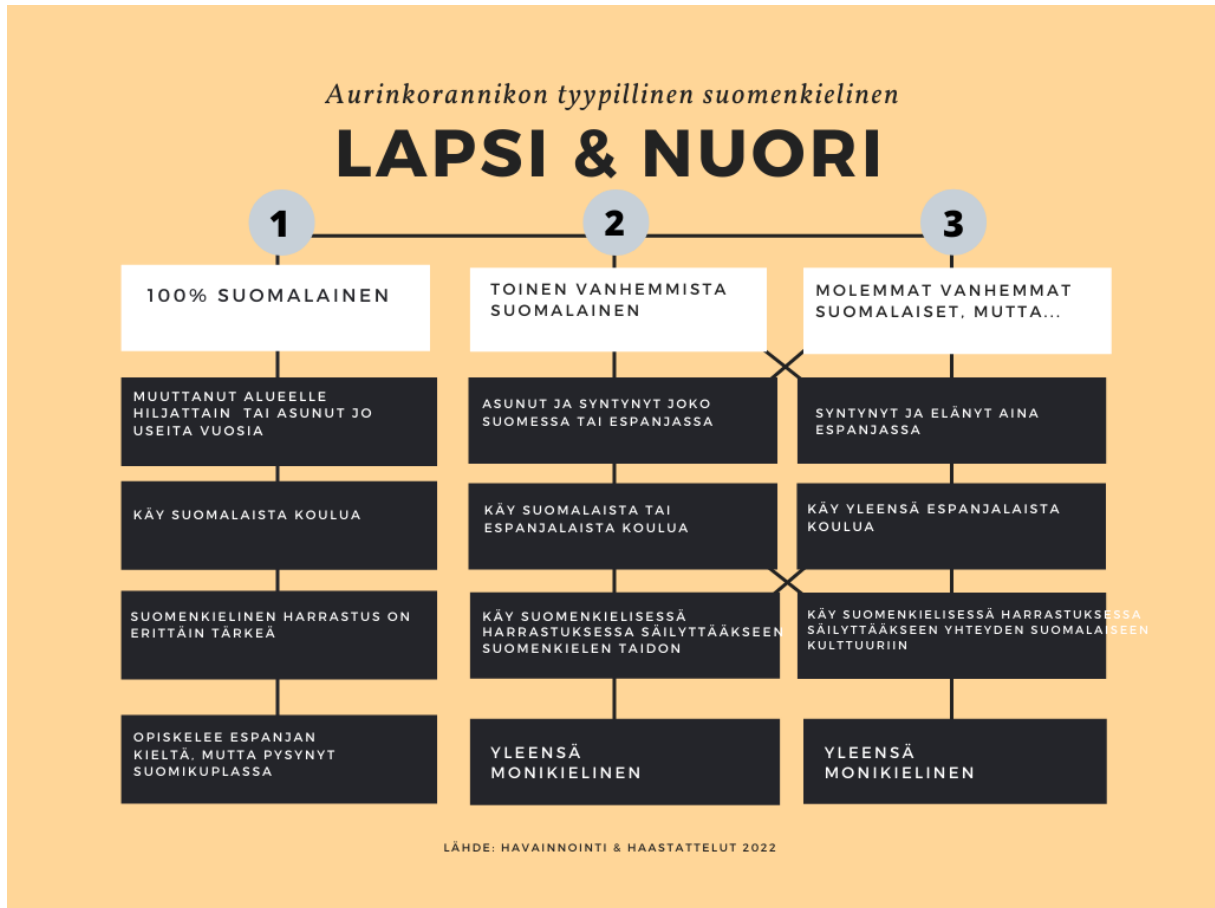 Aurinkorannikon tyypillinen suomenkielinen
LAPSI & NUORI
1
2
3
100% SUOMALAINEN
MUUTTANUT ALUEELLE
HILJATTAIN TAI ASUNUT JO
USEITA VUOSIA
KÄY SUOMALAISTA KOULUA
SUOMENKIELINEN HARRASTUS ON
ERITTÄIN TÄRKEÄ
OPISKELEE ESPANJAN
KIELTÄ, MUTTA PYSYNYT
SUOMIKUPLASSA
TOINEN VANHEMMISTA
SUOMALAINEN
ASUNUT JA SYNTYNYT JOKO
SUOMESSA TAI ESPANJASSA
KÄY SUOMALAISTA TAI
ESPANJALAISTA KOULUA
KÄY SUOMENKIELISESSÄ
HARRASTUKSESSA SÄILYTTÄÄKSEEN
SUOMENKIELEN TAIDON
YLEENSÄ
MONIKIELINEN
MOLEMMAT VANHEMMAT
SUOMALAISET, MUTTA...
SYNTYNYT JA ELÄNYT AINA
ESPANJASSA
KÄY YLEENSÄ ESPANJALAISTA
KOULUA
KÄY SUOMENKIELISESSÄ HARRASTUKSESSA
SÄILYTTÄÄKSEEN YHTEYDEN SUOMALAISEEN
KULTTUURIIN
YLEENSÄ
MONIKIELINEN
LÄHDE: HAVAINNOINTI & HAASTATTELUT 2022